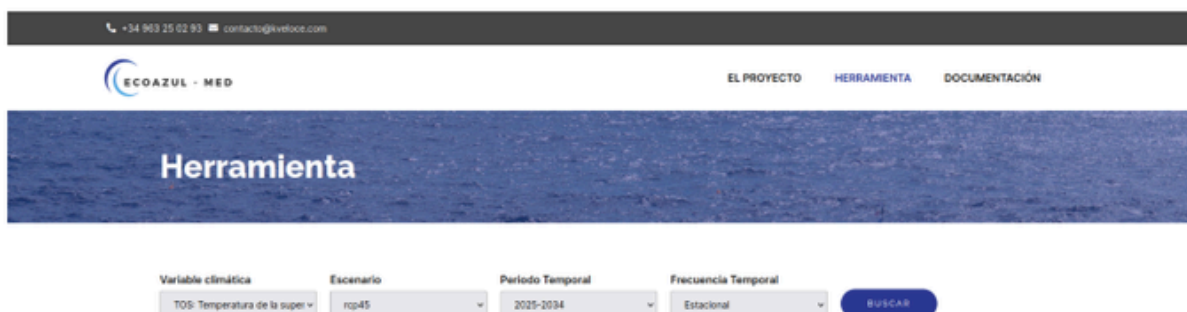 +34 963 25 02 93 contacto@kveloce.com
ECOAZUL - MED
EL PROYECTO HERRAMIENTA DOCUMENTACIÓN
Herramienta
Variable climática Escenario Periodo Temporal Frecuencia Temporal
TOS: Temperatura de la super rcp45 2025-2034 Estacional BUSCAR